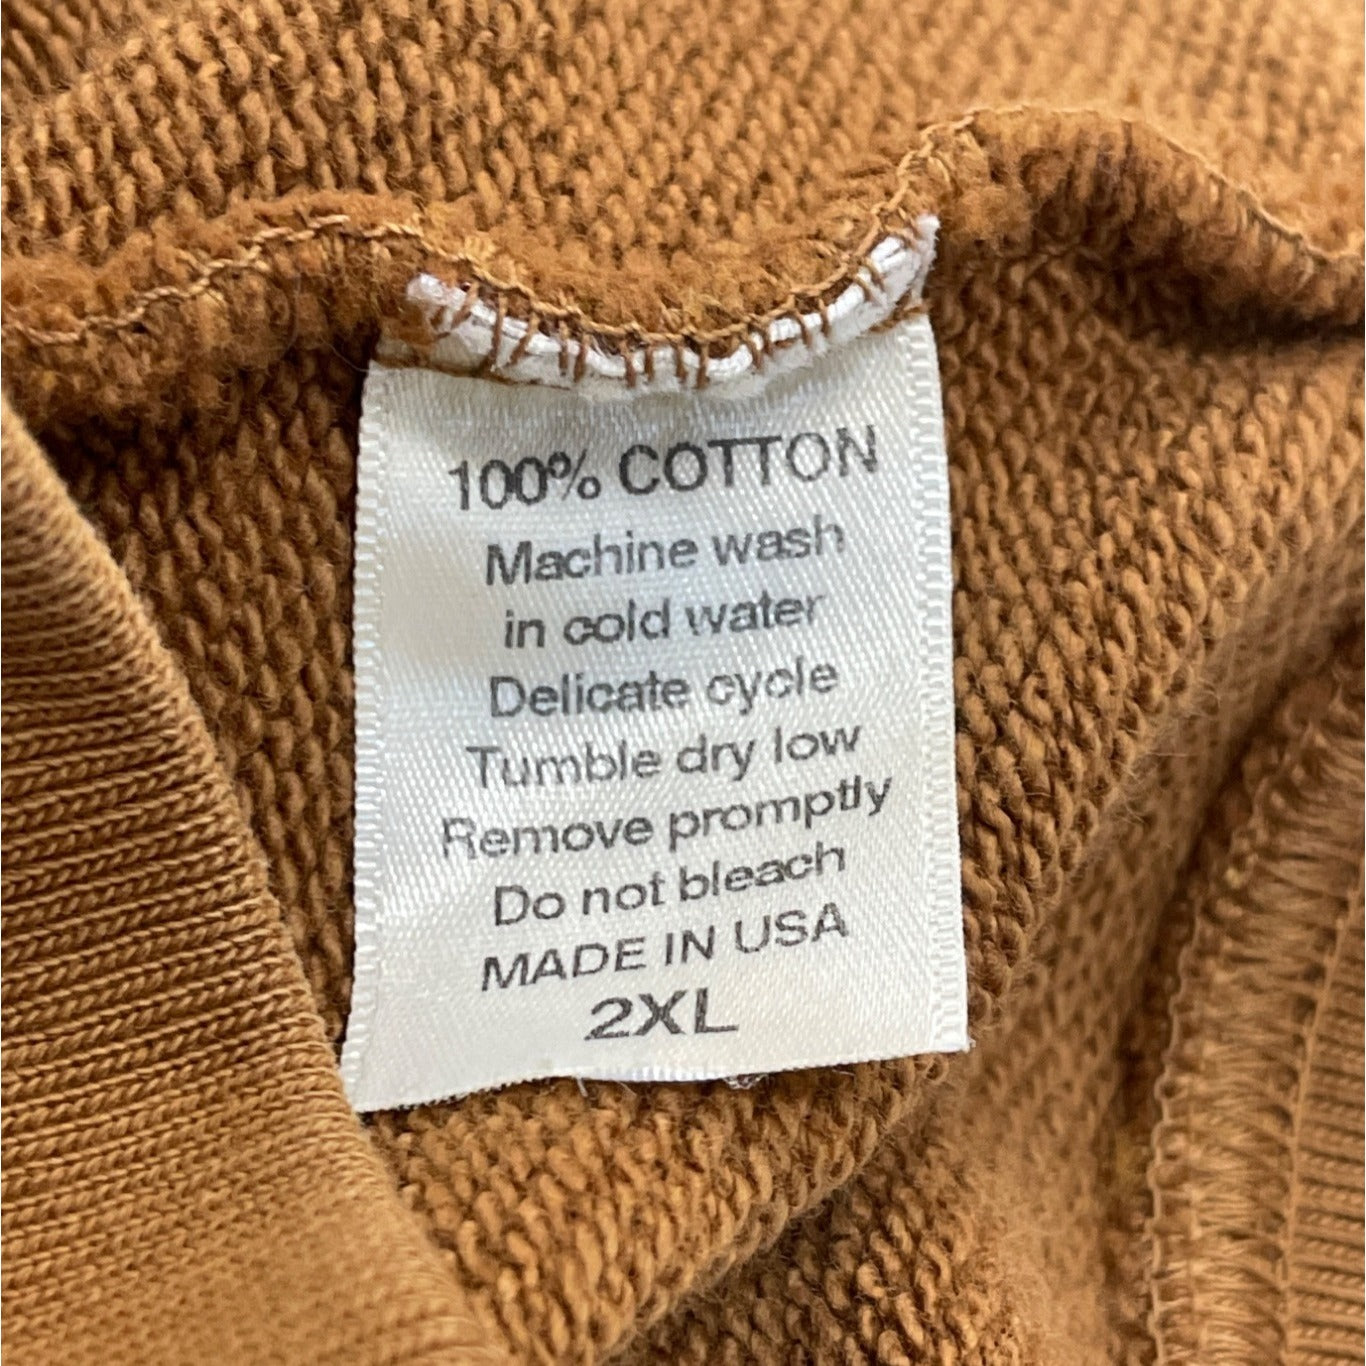 100% COTTON
Machine wash
in cold water
Delicate cycle
Tumble dry low
Remove promptly
Do not bleach
MADE IN USA
2XL